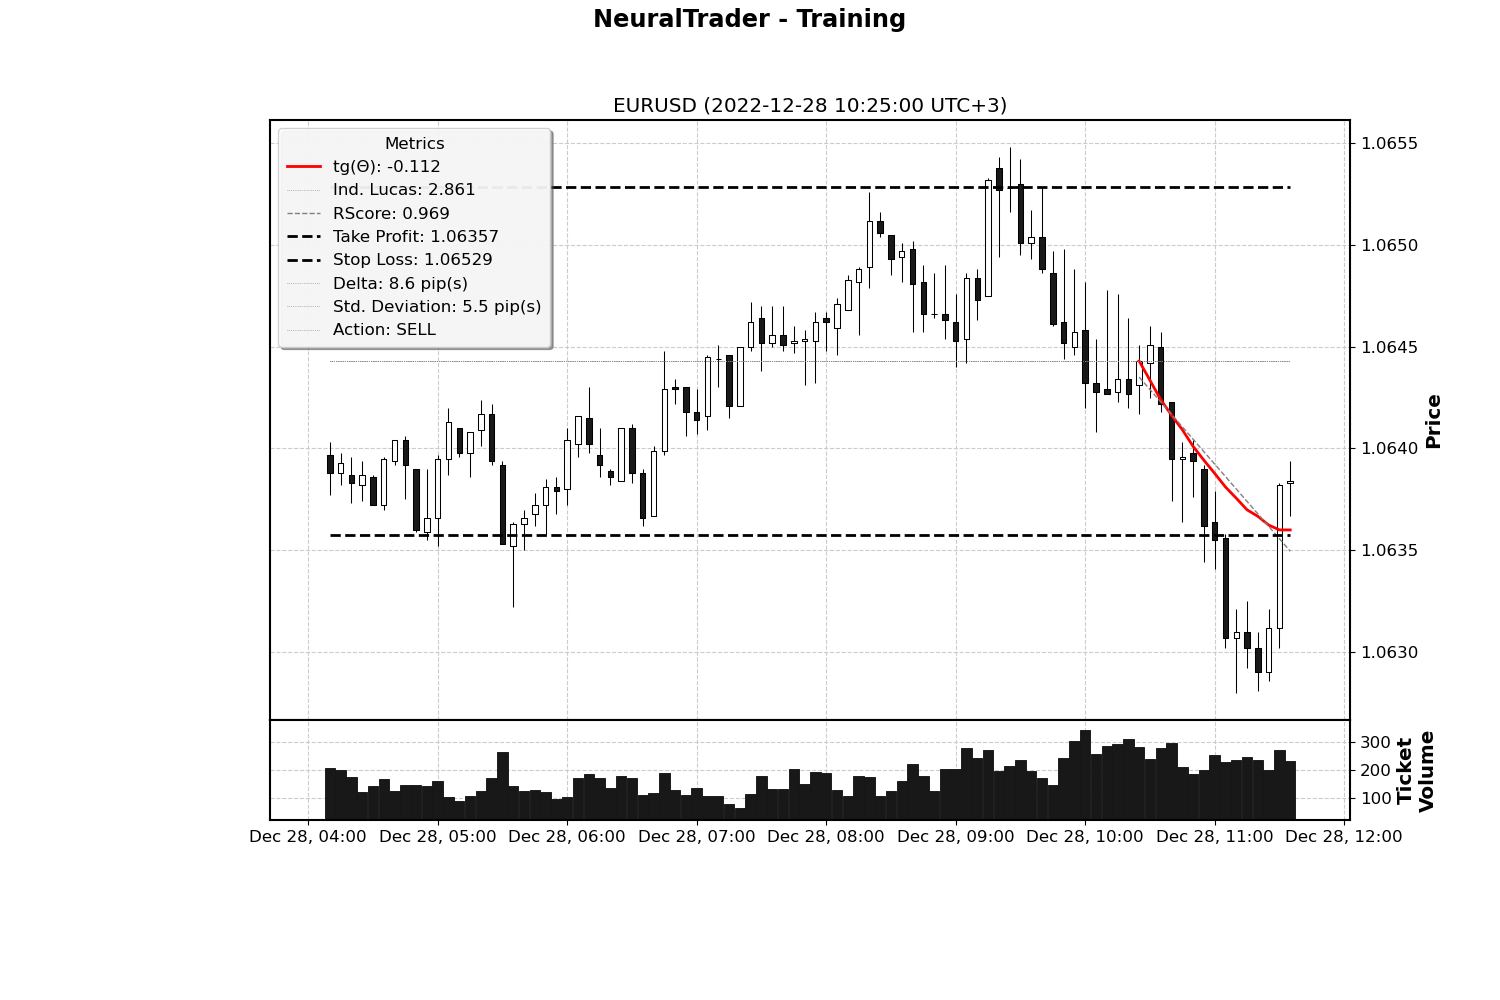 NeuralTrader - Training
EURUSD (2022-12-28 10:25:00 UTC+3)
Metrics
tg(Θ): -0.112
Ind. Lucas: 2.861
RScore: 0.969
Take Profit: 1.06357
Stop Loss: 1.06529
Delta: 8.6 pip(s)
Std. Deviation: 5.5 pip(s)
Action: SELL
1.0655
1.0650
1.0645
1.0640
1.0635
1.0630
Price
300
200
100
Ticket
Volume
Dec 28, 04:00 Dec 28, 05:00 Dec 28, 06:00 Dec 28, 07:00 Dec 28, 08:00 Dec 28, 09:00 Dec 28, 10:00 Dec 28, 11:00 Dec 28, 12:00